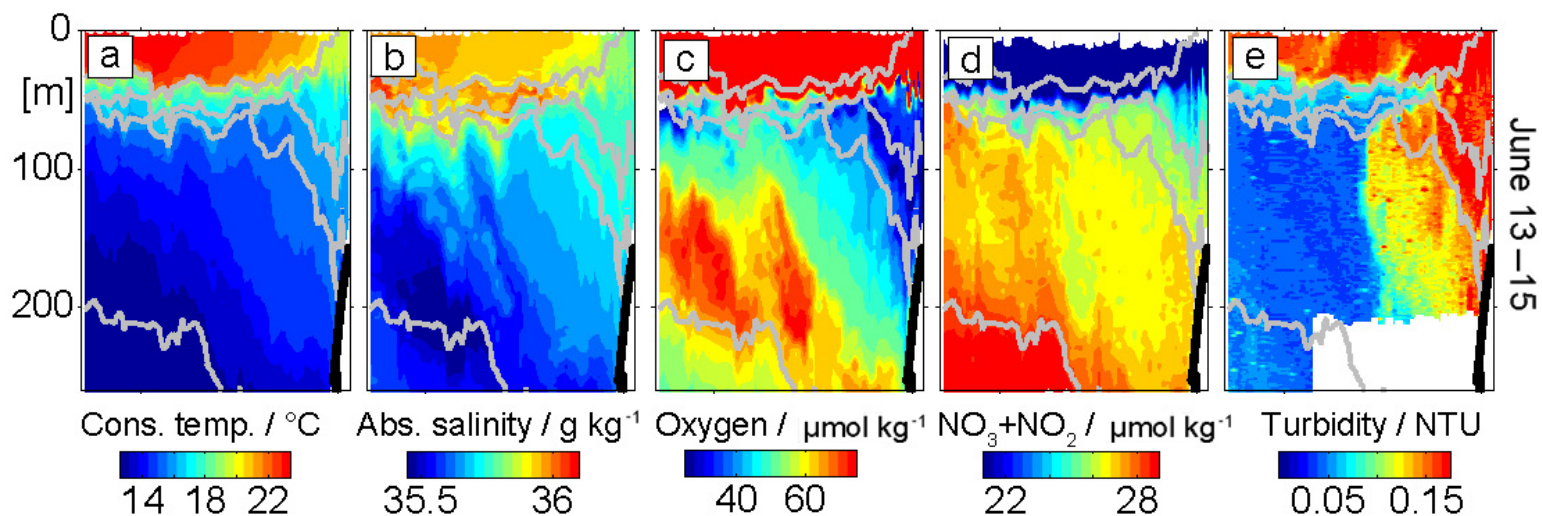 0
[m]
100
200
a
b
c
d
e
June 13 –15
Cons. temp. / °C
Abs. salinity / g kg⁻¹
Oxygen / μmol kg⁻¹
NO₃+NO₂ / μmol kg⁻¹
Turbidity / NTU
14 18 22
35.5 36
40 60
22 28
0.05 0.15